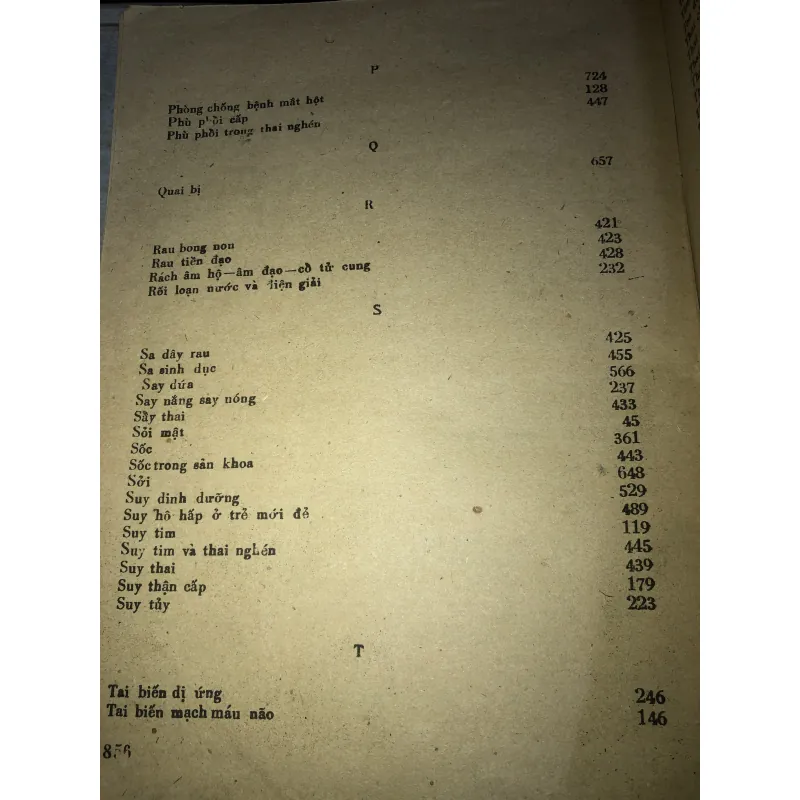 P
Phòng chống bệnh mắt hột 724
Phù phổi cấp 128
Phù phổi trong thai nghén 447
Q
Quai bị 657
R
Rau bong non 421
Rau tiền đạo 423
Rách âm hộ—âm đạo—cổ tử cung 428
Rối loạn nước và điện giải 232
S
Sa dây rau 425
Sa sinh dục 455
Say dứa 566
Say nắng say nóng 237
Sẩy thai 433
Sỏi mật 45
Sốc 361
Sốc trong sản khoa 443
Sởi 648
Suy dinh dưỡng 529
Suy hô hấp ở trẻ mới đẻ 489
Suy tim 119
Suy tim và thai nghén 445
Suy thai 439
Suy thận cấp 179
Suy tủy 223
T
Tai biến dị ứng 246
Tai biến mạch máu não 146
856